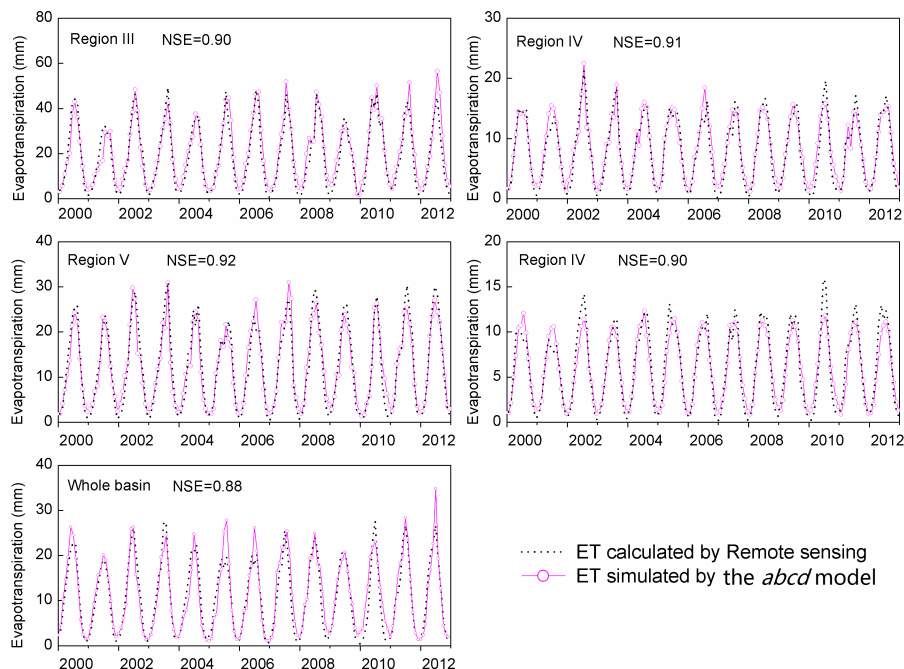 Region III NSE=0.90
Evapotranspiration (mm)
80
60
40
20
0
2000 2002 2004 2006 2008 2010 2012
Region IV NSE=0.91
Evapotranspiration (mm)
30
20
10
0
2000 2002 2004 2006 2008 2010 2012
Region V NSE=0.92
Evapotranspiration (mm)
40
30
20
10
0
2000 2002 2004 2006 2008 2010 2012
Region IV NSE=0.90
Evapotranspiration (mm)
20
15
10
5
0
2000 2002 2004 2006 2008 2010 2012
Whole basin NSE=0.88
Evapotranspiration (mm)
40
30
20
10
0
2000 2002 2004 2006 2008 2010 2012
ET calculated by Remote sensing
ET simulated by the abcd model